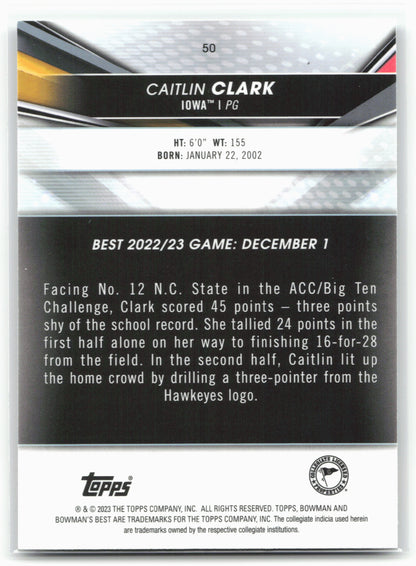 50
CAITLIN CLARK
IOWA™ | PG
HT: 6'0" WT: 155
BORN: JANUARY 22, 2002
BEST 2022/23 GAME: DECEMBER 1
Facing No. 12 N.C. State in the ACC/Big Ten
Challenge, Clark scored 45 points – three points
shy of the school record. She tallied 24 points in the
first half alone on her way to finishing 16-for-28
from the field. In the second half, Caitlin lit up
the home crowd by drilling a three-pointer from the
Hawkeyes logo.
topps
COLLEGIATE LICENSED
PROPERTIES
® & © 2023 THE TOPPS COMPANY, INC. ALL RIGHTS RESERVED. TOPPS, BOWMAN AND
BOWMAN'S BEST ARE TRADEMARKS FOR THE TOPPS COMPANY, INC. The collegiate indicia used herein
are trademarks owned by the respective collegiate institutions.